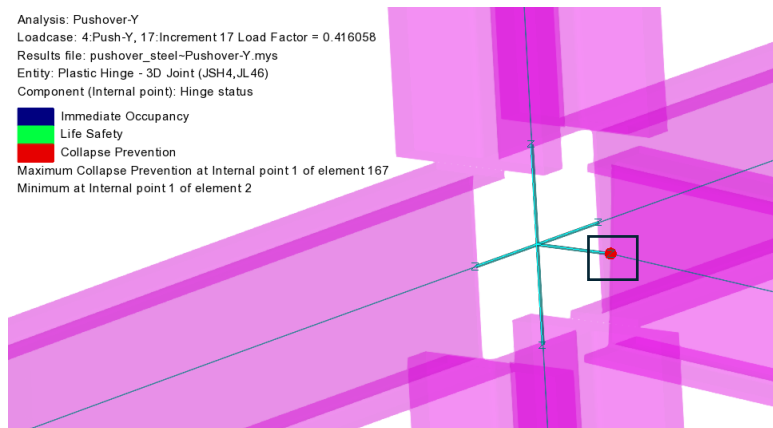 Analysis: Pushover-Y
Loadcase: 4:Push-Y, 17:Increment 17 Load Factor = 0.416058
Results file: pushover_steel~Pushover-Y.mys
Entity: Plastic Hinge - 3D Joint (JSH4,JL46)
Component (Internal point): Hinge status
Immediate Occupancy
Life Safety
Collapse Prevention
Maximum Collapse Prevention at Internal point 1 of element 167
Minimum at Internal point 1 of element 2
Z
Z
Z
Z